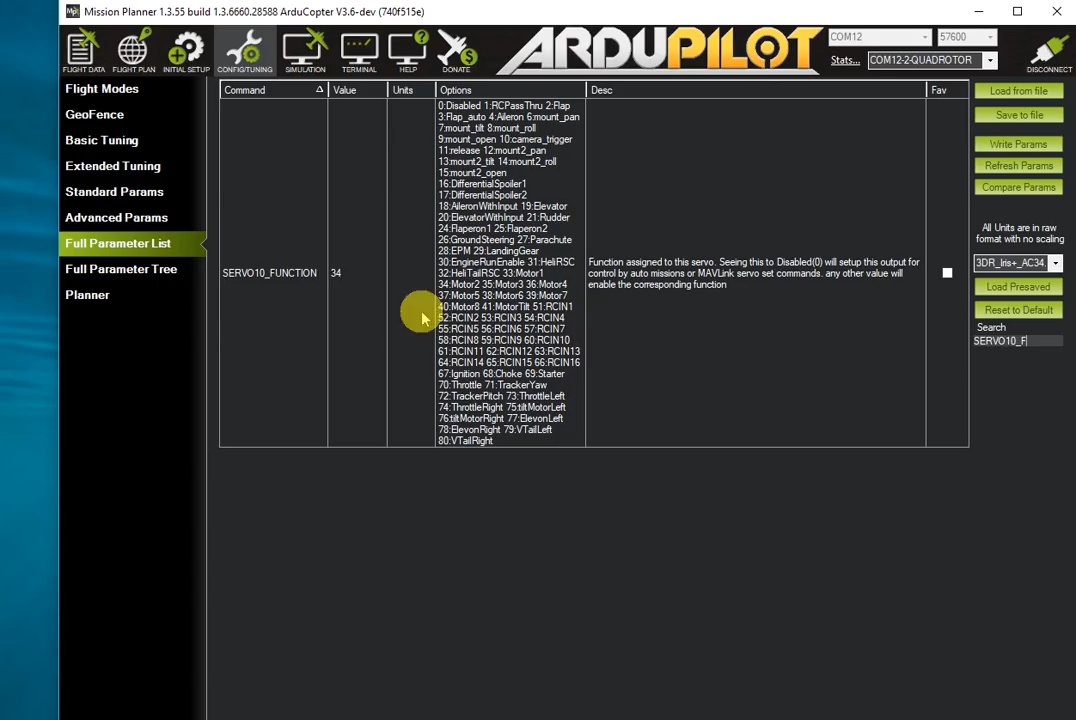 Mission Planner 1.3.55 build 1.3.6660.28588 ArduCopter V3.6-dev (740f515e)
FLIGHT DATA
FLIGHT PLAN
INITIAL SETUP
CONFIG/TUNING
SIMULATION
TERMINAL
HELP
DONATE
ARDUPILOT
COM12
57600
Stats...
COM12-2-QUADROTOR
DISCONNECT
Flight Modes
GeoFence
Basic Tuning
Extended Tuning
Standard Params
Advanced Params
Full Parameter List
Full Parameter Tree
Planner
Command
Value
Units
Options
Desc
Fav
SERVO10_FUNCTION
34
0:Disabled 1:RCPassThru 2:Flap
3:Flap_auto 4:Aileron 6:mount_pan
7:mount_tilt 8:mount_roll
9:mount_open 10:camera_trigger
11:release 12:mount2_pan
13:mount2_tilt 14:mount2_roll
15:mount2_open
16:DifferentialSpoiler1
17:DifferentialSpoiler2
18:AileronWithInput 19:Elevator
20:ElevatorWithInput 21:Rudder
24:Flaperon1 25:Flaperon2
26:GroundSteering 27:Parachute
28:EPM 29:LandingGear
30:EngineRunEnable 31:HeliRSC
32:HeliTailRSC 33:Motor1
34:Motor2 35:Motor3 36:Motor4
37:Motor5 38:Motor6 39:Motor7
40:Motor8 41:MotorTilt 51:RCIN1
52:RCIN2 53:RCIN3 54:RCIN4
55:RCIN5 56:RCIN6 57:RCIN7
58:RCIN8 59:RCIN9 60:RCIN10
61:RCIN11 62:RCIN12 63:RCIN13
64:RCIN14 65:RCIN15 66:RCIN16
67:Ignition 68:Choke 69:Starter
70:Throttle 71:TrackerYaw
72:TrackerPitch 73:ThrottleLeft
74:ThrottleRight 75:tiltMotorLeft
76:tiltMotorRight 77:ElevonLeft
78:ElevonRight 79:VTailLeft
80:VTailRight
Function assigned to this servo. Seeing this to Disabled(0) will setup this output for
control by auto missions or MAVLink servo set commands. any other value will
enable the corresponding function
Load from file
Save to file
Write Params
Refresh Params
Compare Params
All Units are in raw
format with no scaling
3DR_Iris+_AC34.
Load Presaved
Reset to Default
Search
SERVO10_F